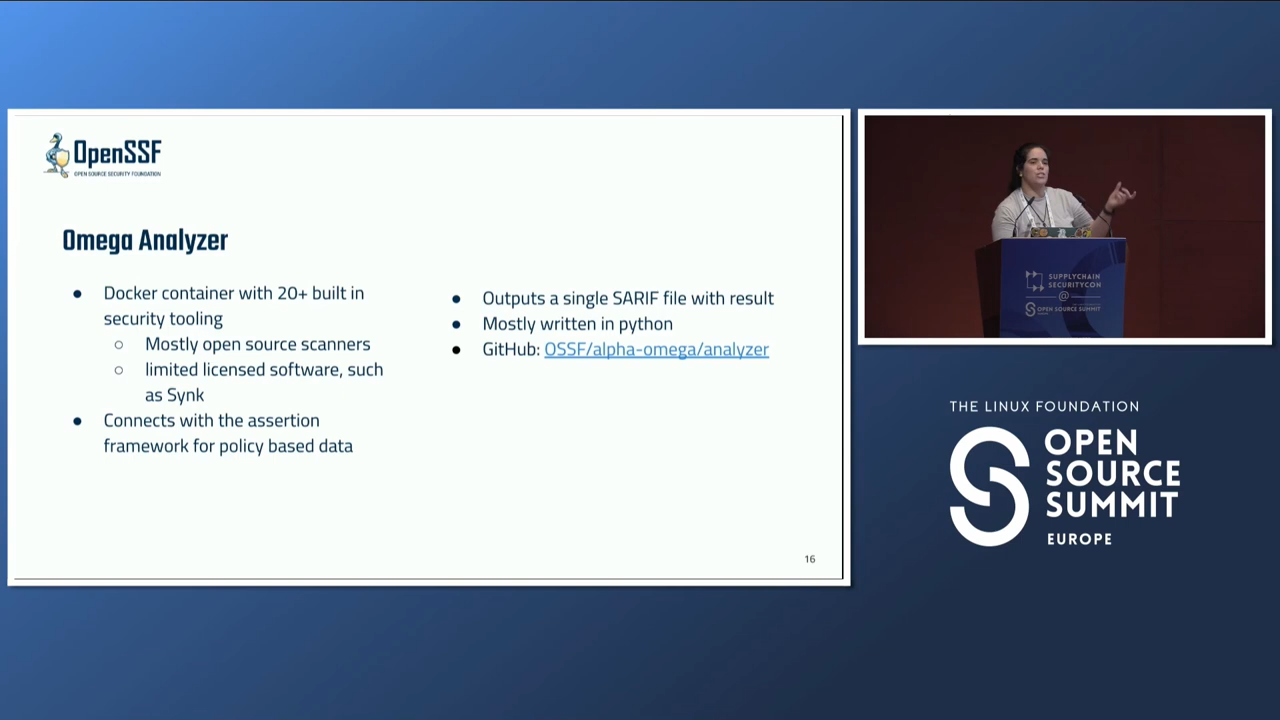 OpenSSF
OPEN SOURCE SECURITY FOUNDATION
Omega Analyzer
● Docker container with 20+ built in
security tooling
○ Mostly open source scanners
○ limited licensed software, such
as Synk
● Connects with the assertion
framework for policy based data
● Outputs a single SARIF file with result
● Mostly written in python
● GitHub: OSSF/alpha-omega/analyzer
16
SUPPLYCHAIN
SECURITYCON
@
OPEN SOURCE SUMMIT
THE LINUX FOUNDATION
OPEN
SOURCE
SUMMIT
EUROPE